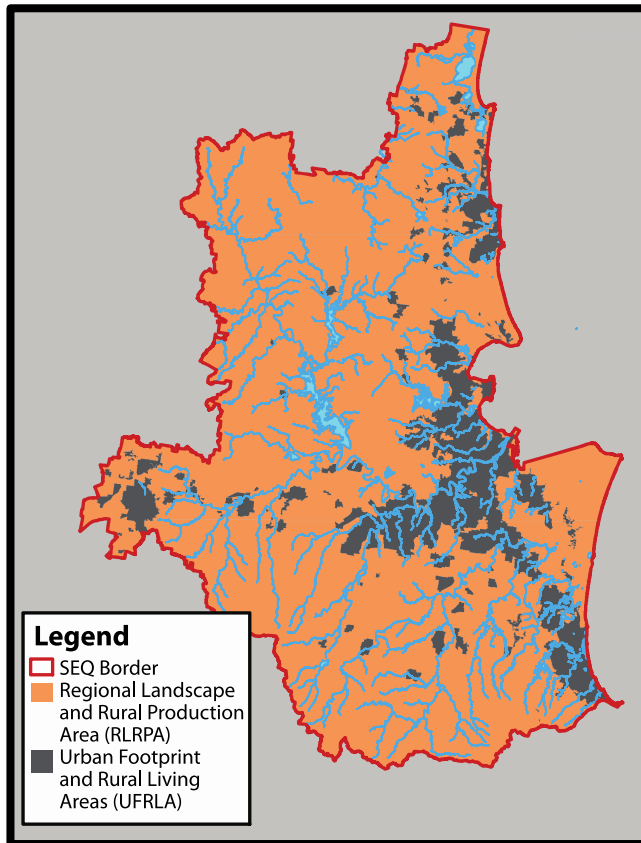 Legend
SEQ Border
Regional Landscape
and Rural Production
Area (RLRPA)
Urban Footprint
and Rural Living
Areas (UFRLA)